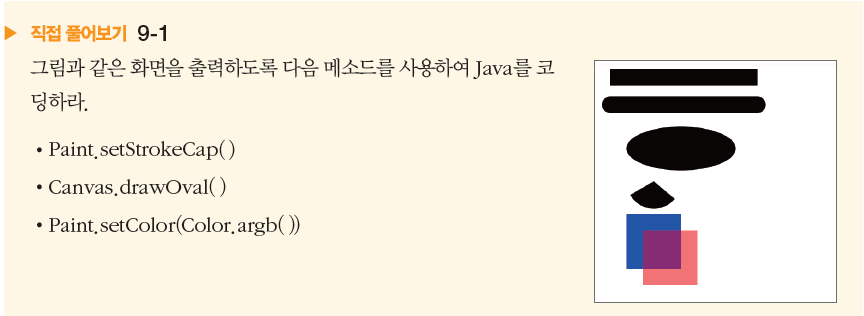 ▶ 직접 풀어보기 9-1
그림과 같은 화면을 출력하도록 다음 메소드를 사용하여 Java를 코
딩하라.
• Paint.setStrokeCap( )
• Canvas.drawOval( )
• Paint.setColor(Color.argb( ))